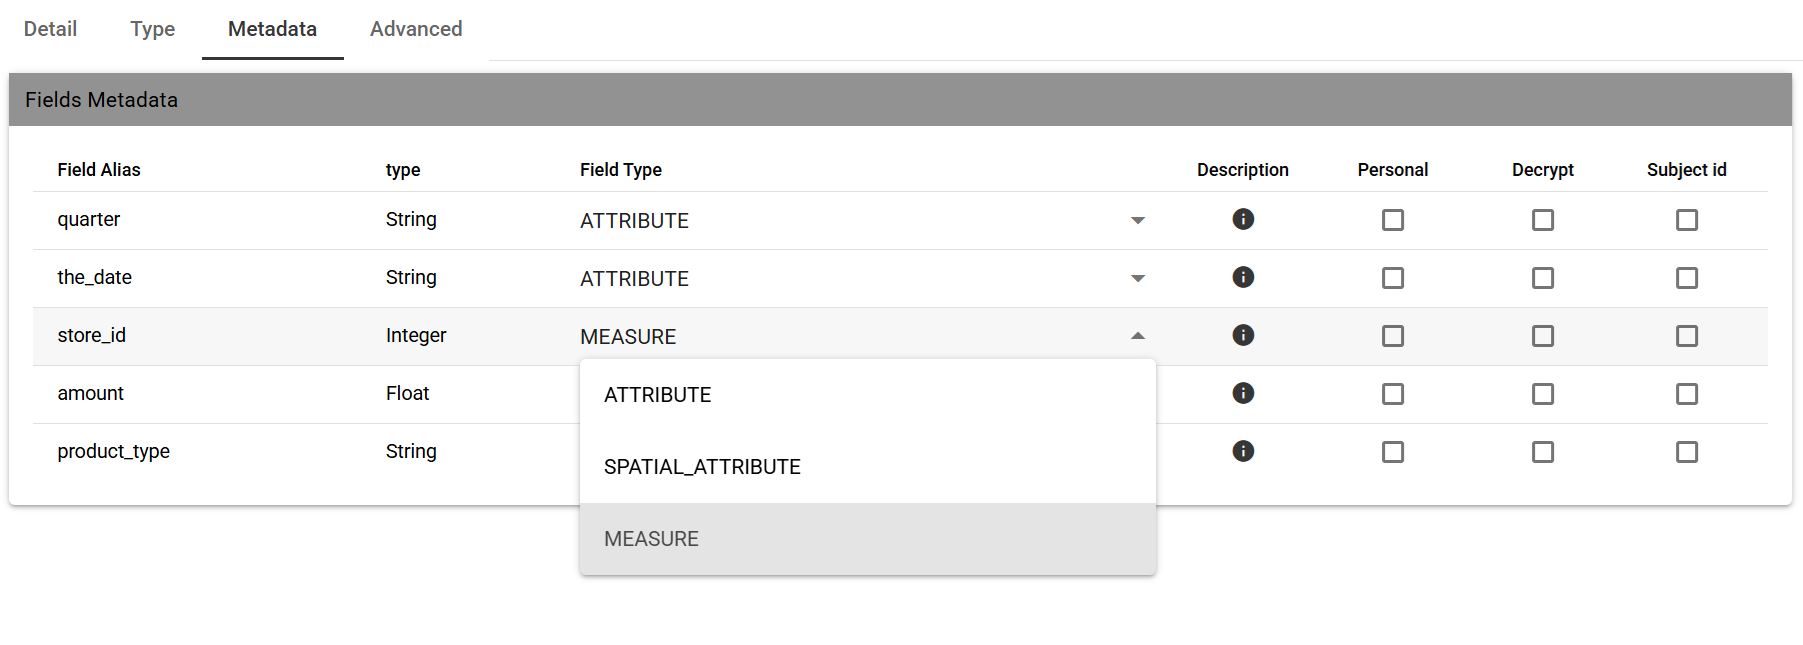 Detail Type Metadata Advanced
Fields Metadata
Field Alias type Field Type Description Personal Decrypt Subject id
quarter String ATTRIBUTE
the_date String ATTRIBUTE
store_id Integer MEASURE
amount Float
ATTRIBUTE
product_type String
SPATIAL_ATTRIBUTE
MEASURE